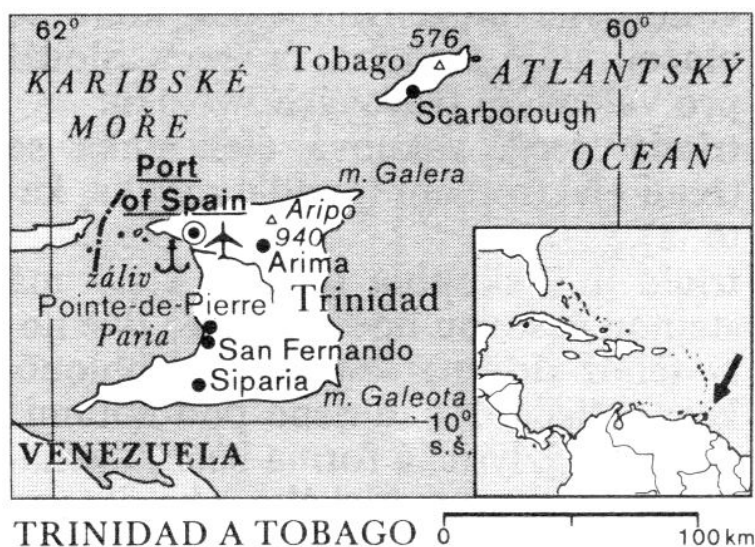 62° 60°
576
Tobago
KARIBSKÉ
MOŘE
ATLANTSKÝ
OCEÁN
Scarborough
Port
of Spain
m. Galera
Aripo
940
Arima
záliv
Pointe-de-Pierre
Paria
Trinidad
San Fernando
Siparia
m. Galeota
10°
s.š.
VENEZUELA
TRINIDAD A TOBAGO 0 100 km